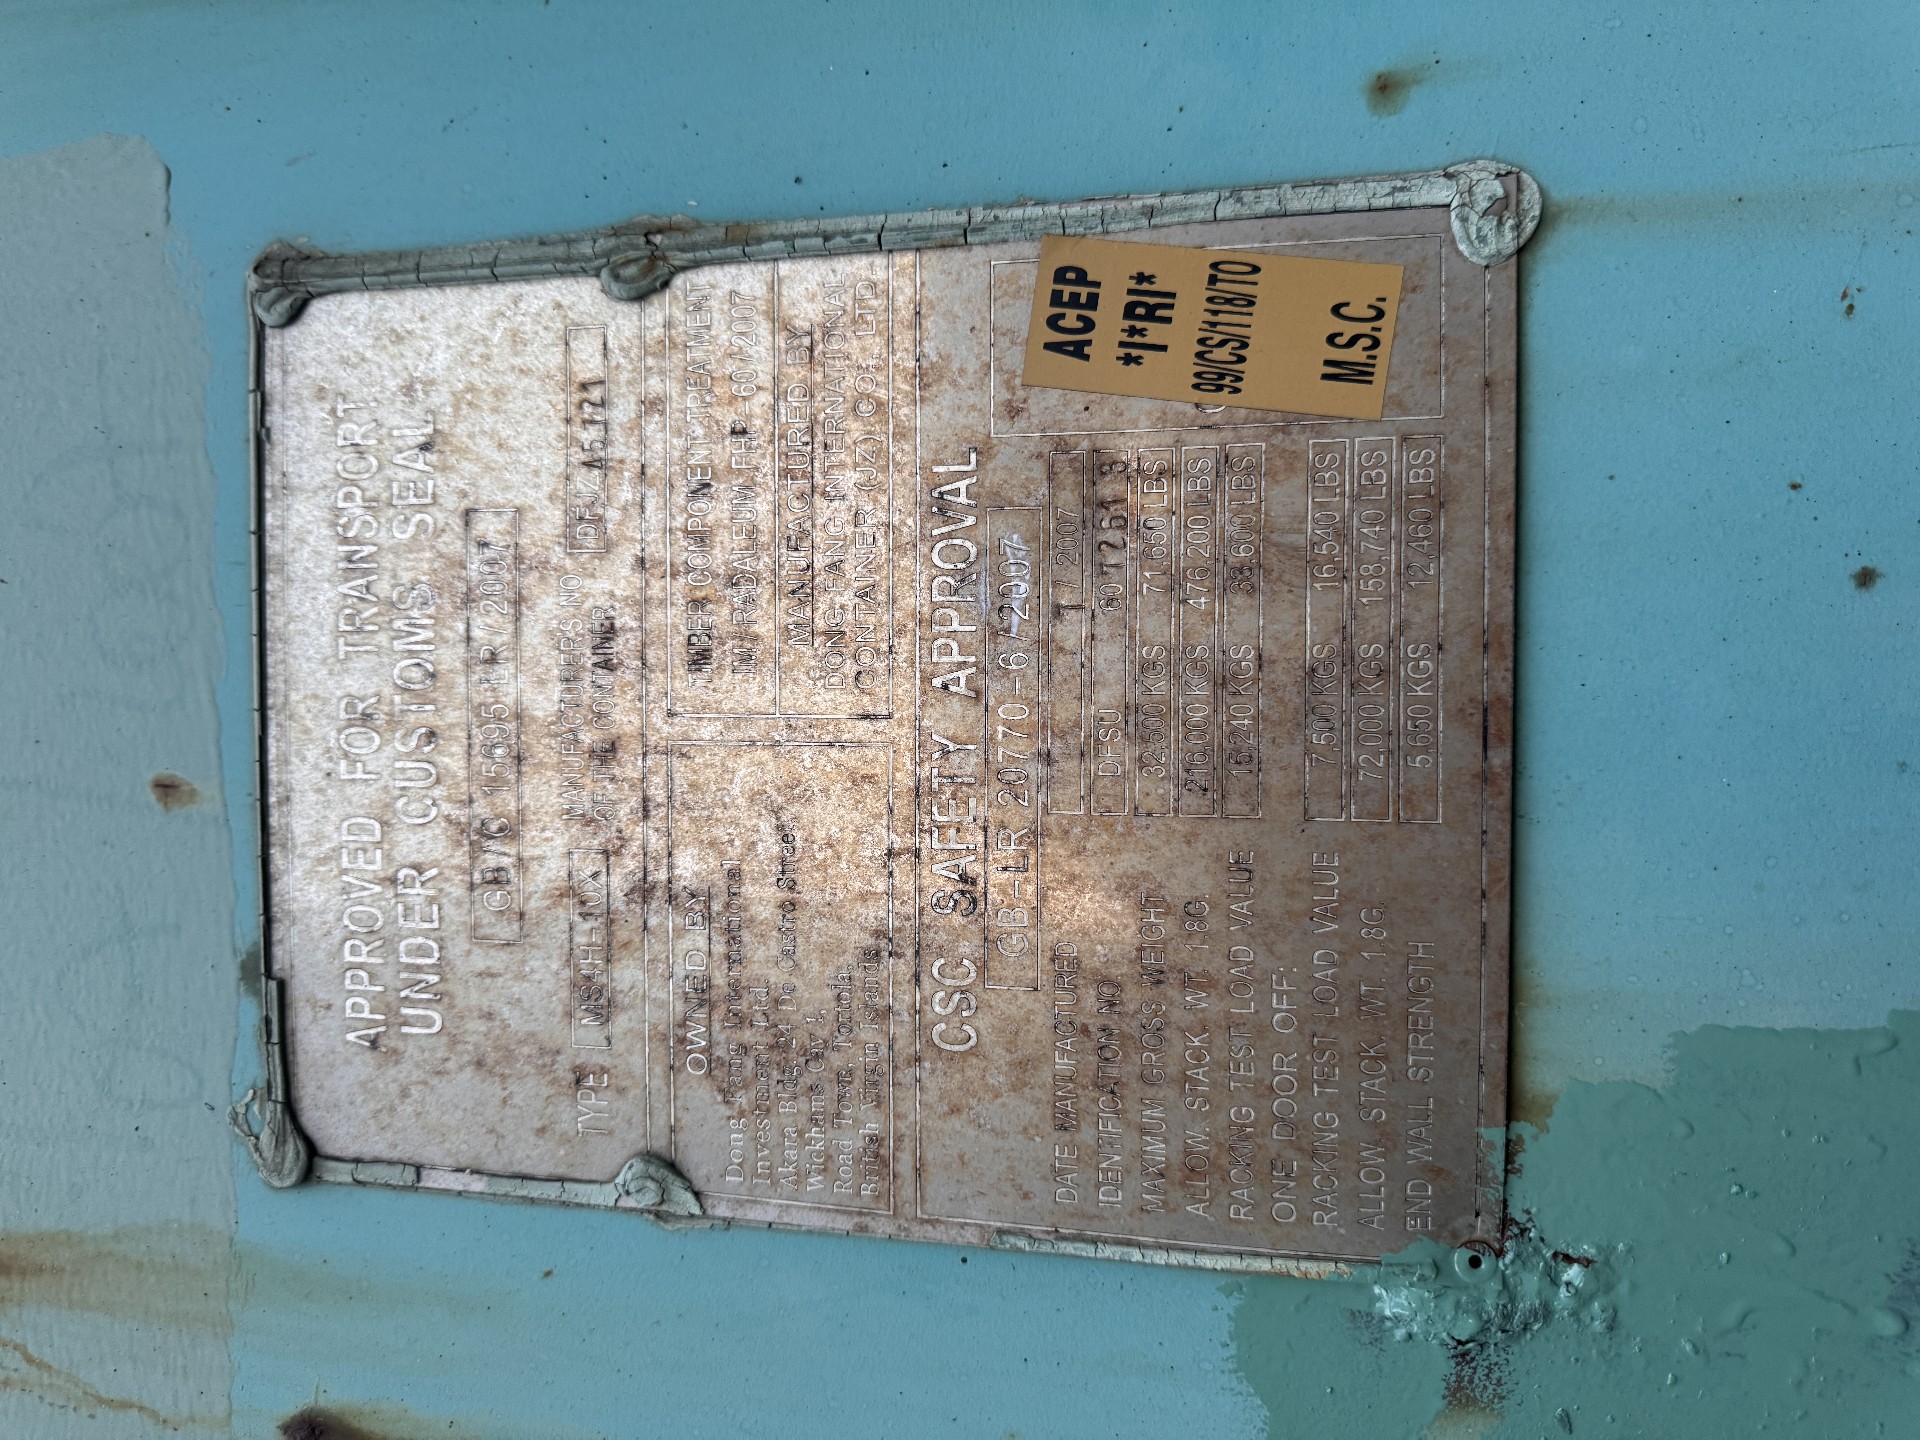 APPROVED FOR TRANSPORT
UNDER CUSTOMS SEAL
GB/C 15695 LR/2007
TYPE MS4H-10X MANUFACTURER'S NO
OF THE CONTAINER DFJZA51721
OWNED BY
Dong Fang International
Investment Ltd.
Akara Bldg. 24 De Castro Street
Wickhams Cay 1,
Road Town, Tortola,
British Virgin Islands
TIMBER COMPONENT TREATMENT
IM/RADALEUM FHP-60/2007
MANUFACTURED BY
DONG FANG INTERNATIONAL
CONTAINER (JZ) CO., LTD.
CSC SAFETY APPROVAL
GB-LR 20770-6/2007
DATE MANUFACTURED / 2007
IDENTIFICATION NO. DFSU 607261
MAXIMUM GROSS WEIGHT 32,500 KGS 71,650 LBS
ALLOW. STACK. WT. 1.8G. 216,000 KGS 476,200 LBS
RACKING TEST LOAD VALUE 15,240 KGS 33,600 LBS
ONE DOOR OFF:
RACKING TEST LOAD VALUE 7,500 KGS 16,540 LBS
ALLOW. STACK. WT. 1.8G. 72,000 KGS 158,740 LBS
END WALL STRENGTH 5,650 KGS 12,460 LBS
ACEP
*I*RI*
99/CS/118/TO
M.S.C.